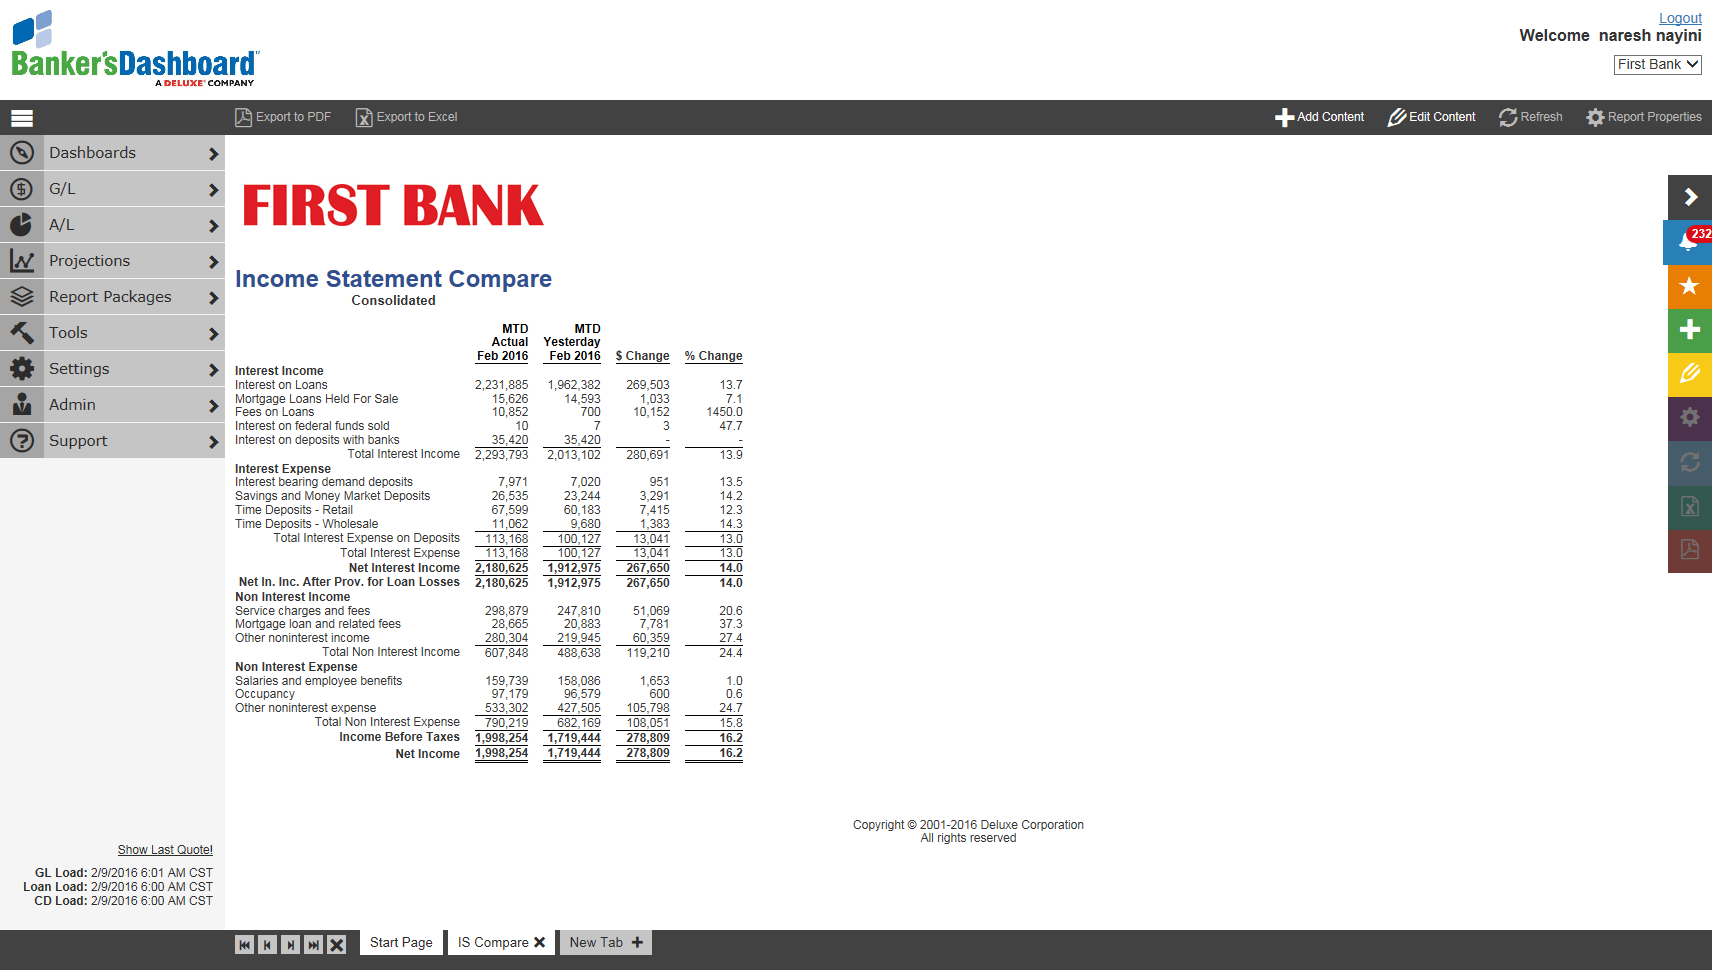 Banker'sDashboard
A DELUXE COMPANY
Logout
Welcome naresh nayini
First Bank
Export to PDF Export to Excel Add Content Edit Content Refresh Report Properties
Dashboards
G/L
A/L
Projections
Report Packages
Tools
Settings
Admin
Support
232
FIRST BANK
Income Statement Compare
Consolidated
MTD MTD
Actual Yesterday
Feb 2016 Feb 2016 $ Change % Change
Interest Income
Interest on Loans 2,231,885 1,962,382 269,503 13.7
Mortgage Loans Held For Sale 15,626 14,593 1,033 7.1
Fees on Loans 10,852 700 10,152 1450.0
Interest on federal funds sold 10 7 3 47.7
Interest on deposits with banks 35,420 35,420 - -
Total Interest Income 2,293,793 2,013,102 280,691 13.9
Interest Expense
Interest bearing demand deposits 7,971 7,020 951 13.5
Savings and Money Market Deposits 26,535 23,244 3,291 14.2
Time Deposits - Retail 67,599 60,183 7,415 12.3
Time Deposits - Wholesale 11,062 9,680 1,383 14.3
Total Interest Expense on Deposits 113,168 100,127 13,041 13.0
Total Interest Expense 113,168 100,127 13,041 13.0
Net Interest Income 2,180,625 1,912,975 267,650 14.0
Net In. Inc. After Prov. for Loan Losses 2,180,625 1,912,975 267,650 14.0
Non Interest Income
Service charges and fees 298,879 247,810 51,069 20.6
Mortgage loan and related fees 28,665 20,883 7,781 37.3
Other noninterest income 280,304 219,945 60,359 27.4
Total Non Interest Income 607,848 488,638 119,210 24.4
Non Interest Expense
Salaries and employee benefits 159,739 158,086 1,653 1.0
Occupancy 97,179 96,579 600 0.6
Other noninterest expense 533,302 427,505 105,798 24.7
Total Non Interest Expense 790,219 682,169 108,051 15.8
Income Before Taxes 1,998,254 1,719,444 278,809 16.2
Net Income 1,998,254 1,719,444 278,809 16.2
Copyright © 2001-2016 Deluxe Corporation
All rights reserved
Show Last Quote!
GL Load: 2/9/2016 6:01 AM CST
Loan Load: 2/9/2016 6:00 AM CST
CD Load: 2/9/2016 6:00 AM CST
Start Page IS Compare New Tab